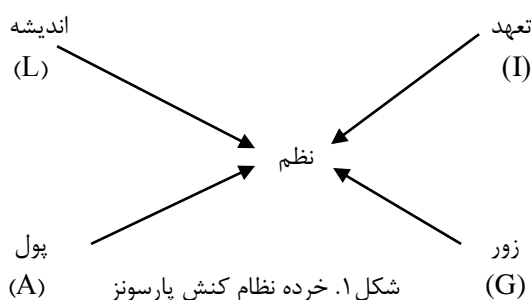 تعهد
(I)
اندیشه
(L)
نظم
زور
(G)
پول
(A)
شکل۱. خرده نظام کنش پارسونز